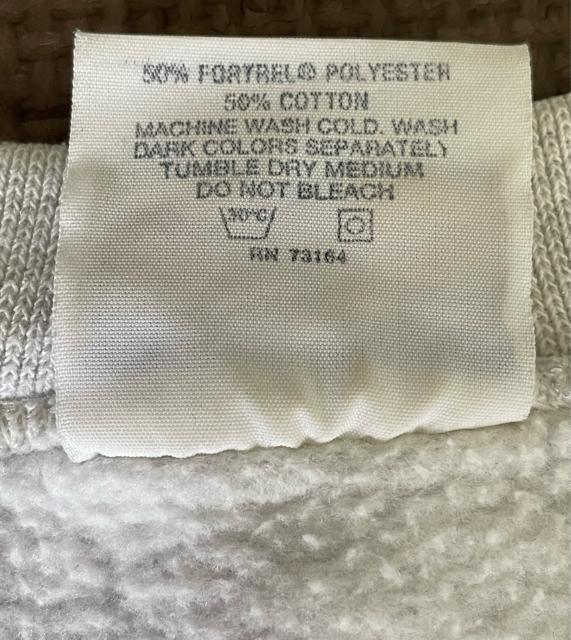 50% FORTREL® POLYESTER
50% COTTON
MACHINE WASH COLD. WASH
DARK COLORS SEPARATELY
TUMBLE DRY MEDIUM
DO NOT BLEACH
30°C
RN 73164